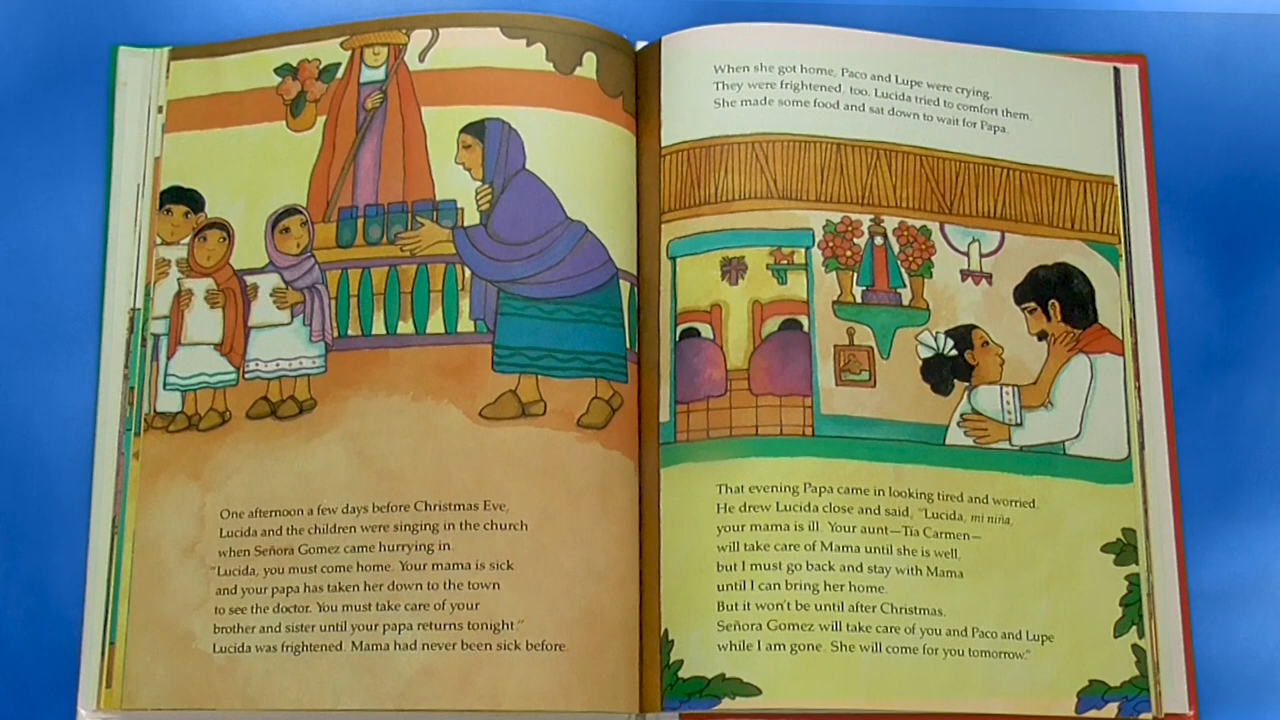 One afternoon a few days before Christmas Eve,
Lucida and the children were singing in the church
when Señora Gomez came hurrying in.
"Lucida, you must come home. Your mama is sick
and your papa has taken her down to the town
to see the doctor. You must take care of your
brother and sister until your papa returns tonight."
Lucida was frightened. Mama had never been sick before.
When she got home, Paco and Lupe were crying.
They were frightened, too. Lucida tried to comfort them.
She made some food and sat down to wait for Papa.
That evening Papa came in looking tired and worried.
He drew Lucida close and said, "Lucida, mi niña,
your mama is ill. Your aunt—Tía Carmen—
will take care of Mama until she is well,
but I must go back and stay with Mama
until I can bring her home.
But it won't be until after Christmas.
Señora Gomez will take care of you and Paco and Lupe
while I am gone. She will come for you tomorrow."